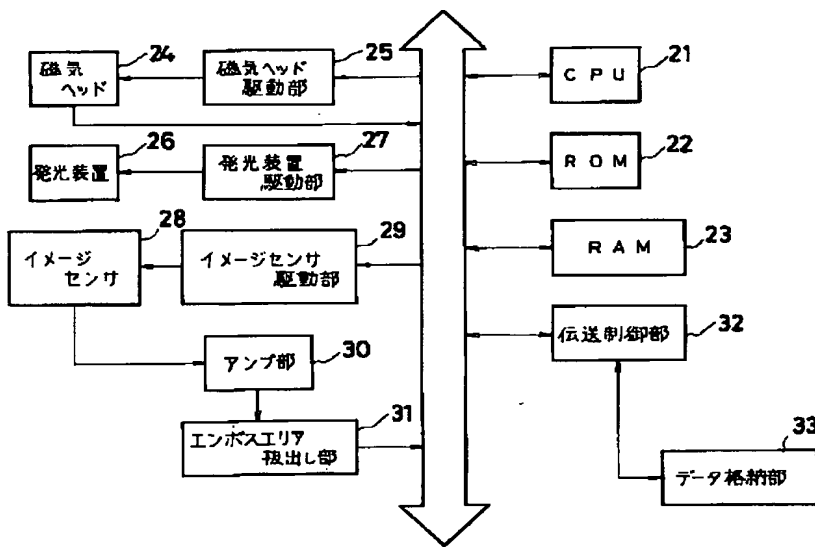 24
磁気
ヘッド
25
磁気ヘッド
駆動部
26
発光装置
27
発光装置
駆動部
28
イメージ
センサ
29
イメージセンサ
駆動部
30
アンプ部
31
エンボスエリア
抜出し部
21
CPU
22
ROM
23
RAM
32
伝送制御部
33
データ格納部